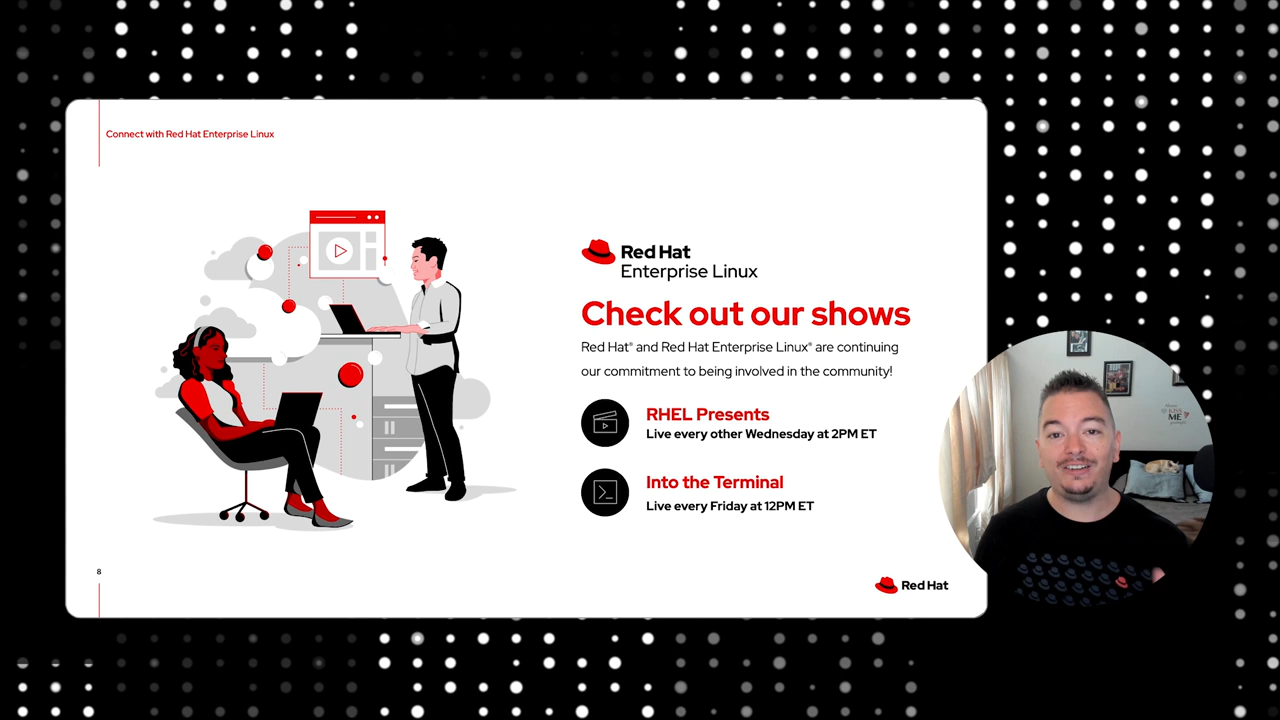 Connect with Red Hat Enterprise Linux
Red Hat
Enterprise Linux
Check out our shows
Red Hat® and Red Hat Enterprise Linux® are continuing
our commitment to being involved in the community!
RHEL Presents
Live every other Wednesday at 2PM ET
Into the Terminal
Live every Friday at 12PM ET
8
Red Hat
KISS
ME